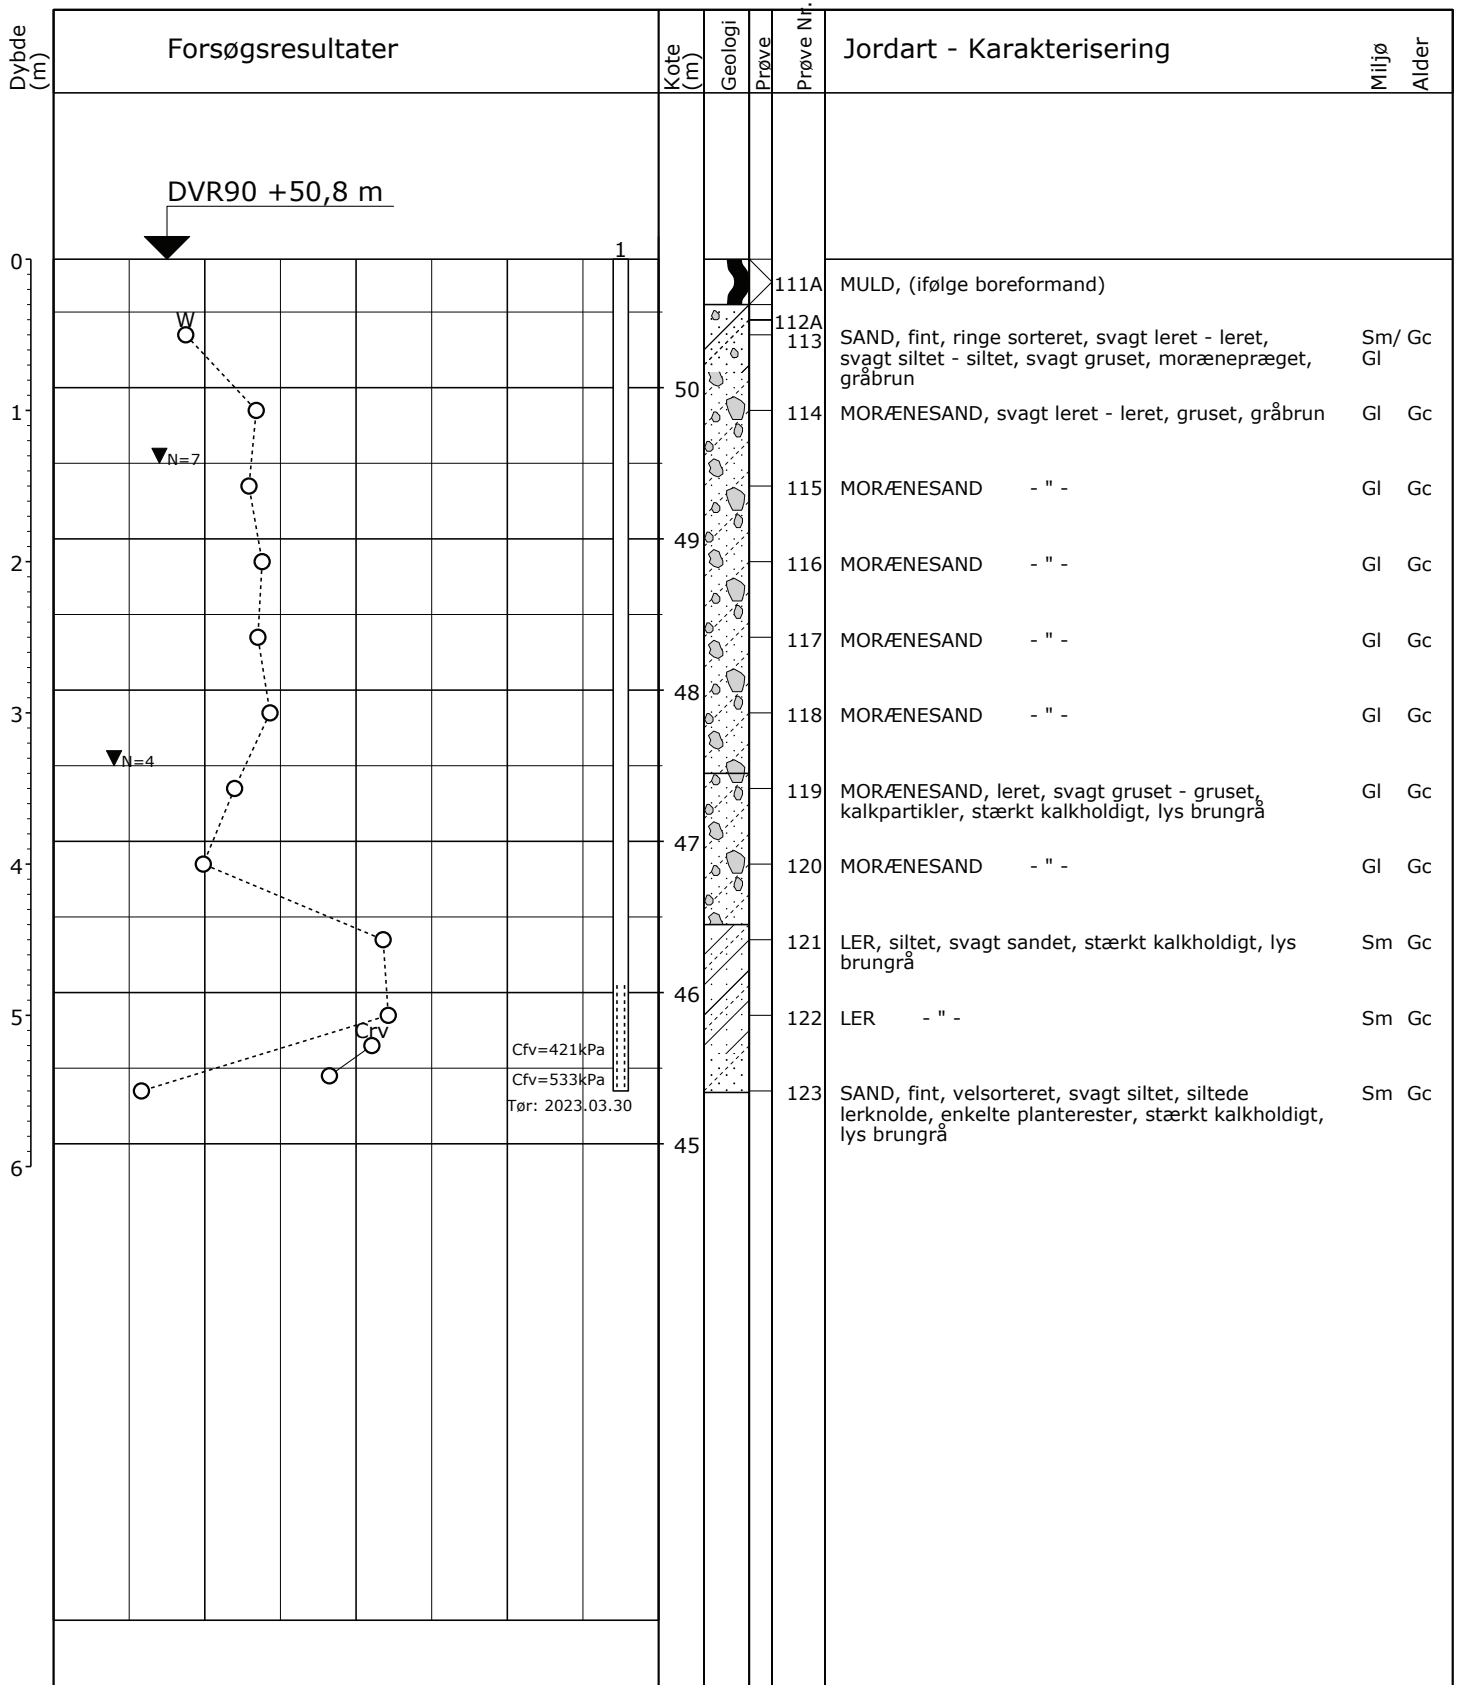 Dybde
(m)
Forsøgsresultater
Kote
(m)
Geologi
Prøve
Prøve Nr.
Jordart - Karakterisering
Miljø
Alder
DVR90 +50,8 m
1
0
111A MULD, (ifølge boreformand)
W
112A
113 SAND, fint, ringe sorteret, svagt leret - leret, Sm/ Gc
svagt siltet - siltet, svagt gruset, morænepræget, Gl
gråbrun
50
1
114 MORÆNESAND, svagt leret - leret, gruset, gråbrun Gl Gc
N=7
115 MORÆNESAND - " - Gl Gc
49
2
116 MORÆNESAND - " - Gl Gc
117 MORÆNESAND - " - Gl Gc
48
3
118 MORÆNESAND - " - Gl Gc
N=4
119 MORÆNESAND, leret, svagt gruset - gruset, Gl Gc
kalkpartikler, stærkt kalkholdigt, lys brungrå
47
4
120 MORÆNESAND - " - Gl Gc
121 LER, siltet, svagt sandet, stærkt kalkholdigt, lys Sm Gc
brungrå
46
5
122 LER - " - Sm Gc
Crv
Cfv=421kPa
Cfv=533kPa
Tør: 2023.03.30
123 SAND, fint, velsorteret, svagt siltet, siltede Sm Gc
lerknolde, enkelte planterester, stærkt kalkholdigt,
lys brungrå
45
6